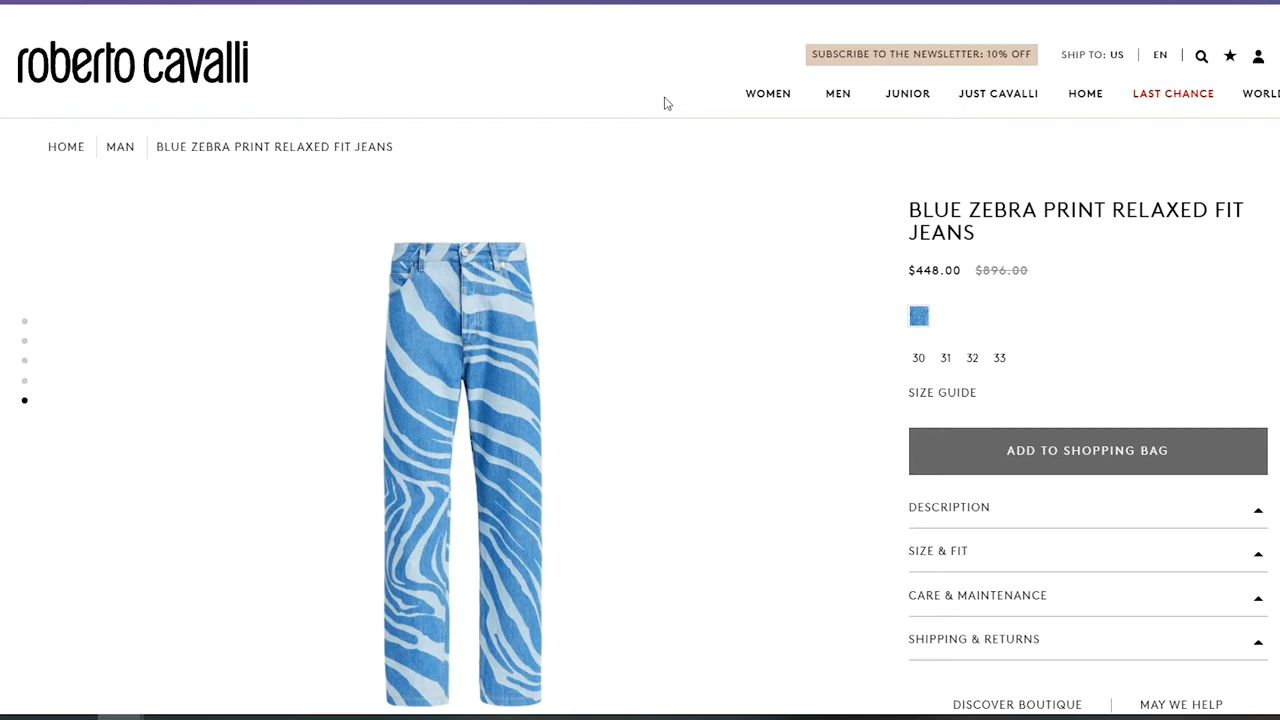 roberto cavalli
SUBSCRIBE TO THE NEWSLETTER: 10% OFF
SHIP TO: US
EN
WOMEN MEN JUNIOR JUST CAVALLI HOME LAST CHANCE WORL
HOME MAN BLUE ZEBRA PRINT RELAXED FIT JEANS
BLUE ZEBRA PRINT RELAXED FIT
JEANS
$448.00 $896.00
30 31 32 33
SIZE GUIDE
ADD TO SHOPPING BAG
DESCRIPTION
SIZE & FIT
CARE & MAINTENANCE
SHIPPING & RETURNS
DISCOVER BOUTIQUE MAY WE HELP